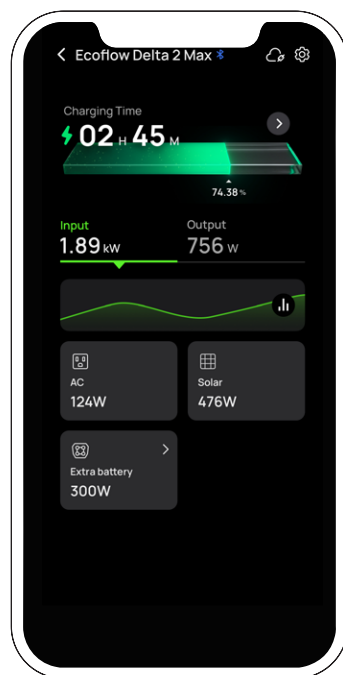 Ecoflow Delta 2 Max
Charging Time
02 H 45 M
74.38 %
Input
Output
1.89 kW
756 W
AC
124W
Solar
476W
Extra battery
300W